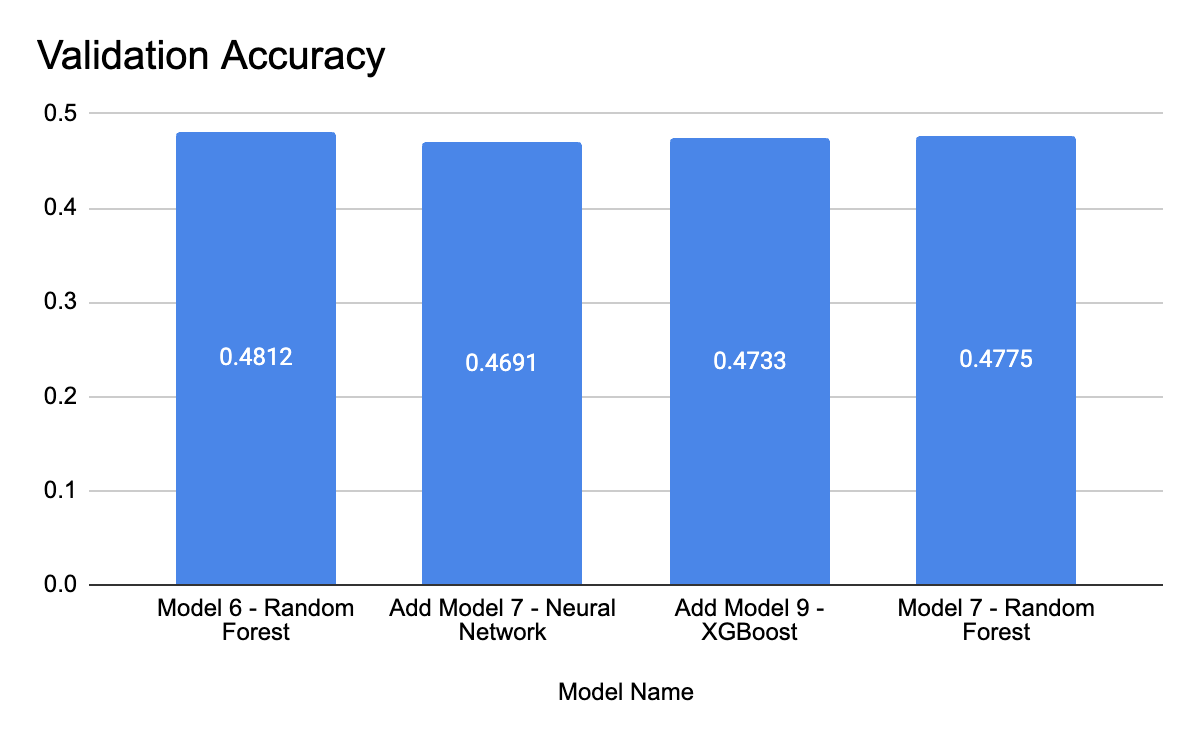 Validation Accuracy
0.5
0.4
0.3
0.2
0.1
0.0
0.4812
0.4691
0.4733
0.4775
Model 6 - Random
Forest
Add Model 7 - Neural
Network
Add Model 9 -
XGBoost
Model 7 - Random
Forest
Model Name